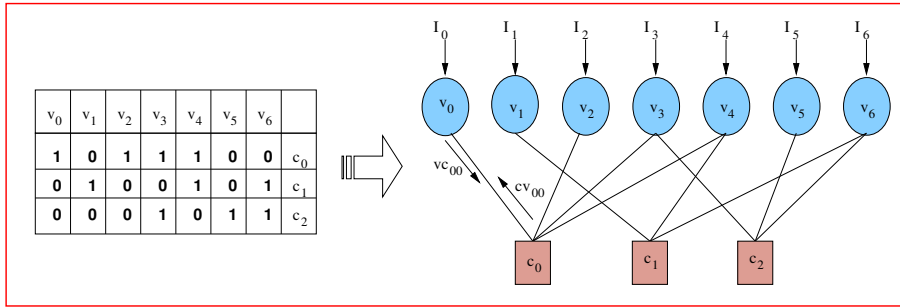 I0 I1 I2 I3 I4 I5 I6
v0 v1 v2 v3 v4 v5 v6
1 0 1 1 1 0 0 c0
0 1 0 0 1 0 1 c1
0 0 0 1 0 1 1 c2
v0 v1 v2 v3 v4 v5 v6
vc00
cv00
c0 c1 c2